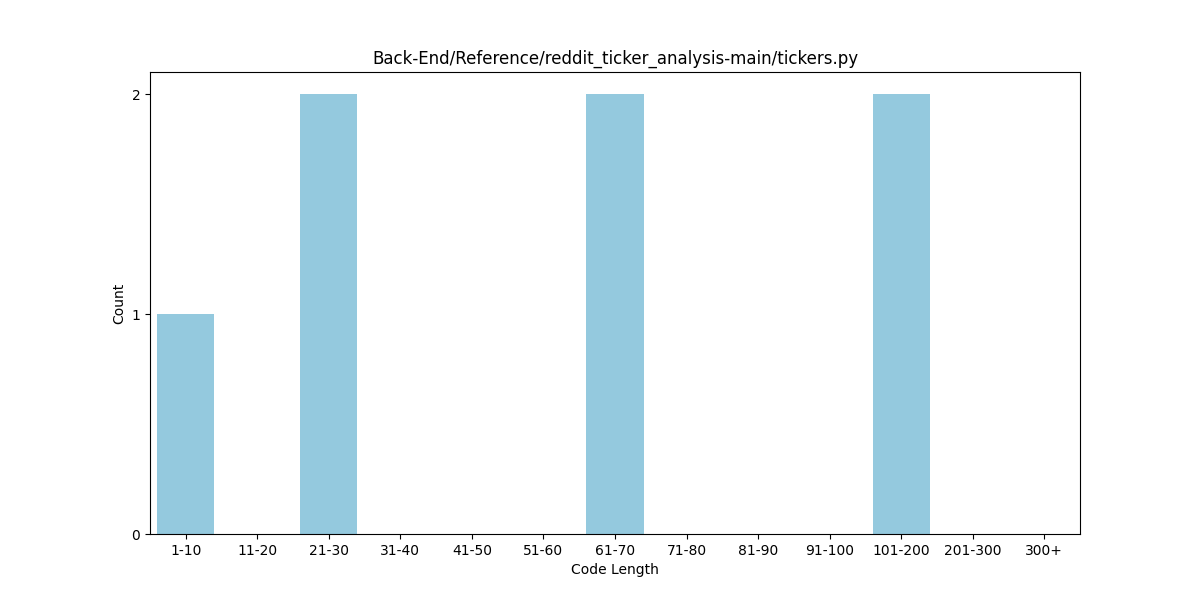 Back-End/Reference/reddit_ticker_analysis-main/tickers.py
2
1
0
Count
1-10 11-20 21-30 31-40 41-50 51-60 61-70 71-80 81-90 91-100 101-200 201-300 300+
Code Length